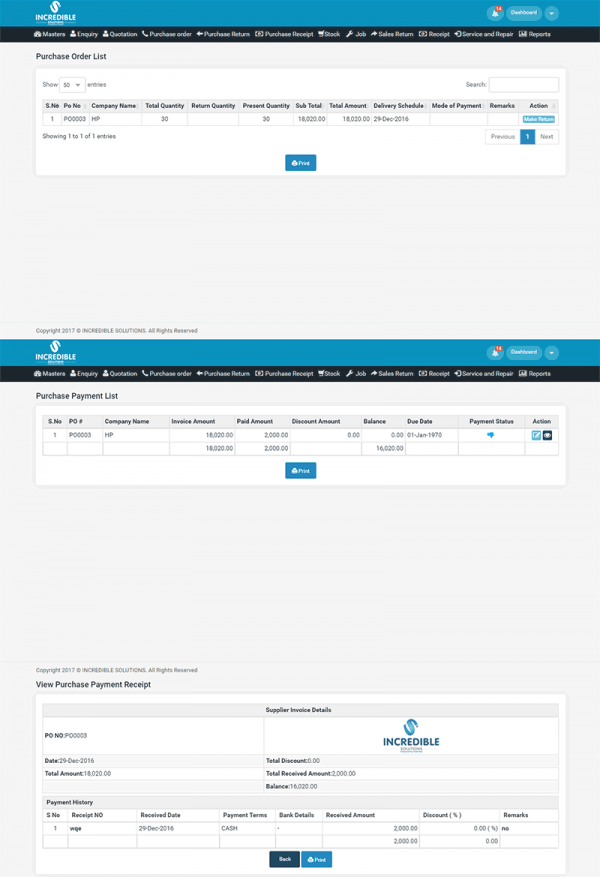 14
Dashboard
INCREDIBLE
SOLUTIONS
Masters Enquiry Quotation Purchase order Purchase Return Purchase Receipt Stock Job Sales Return Receipt Service and Repair Reports
Purchase Order List
Show 50 entries Search:
S.No Po No Company Name Total Quantity Return Quantity Present Quantity Sub Total Total Amount Delivery Schedule Mode of Payment Remarks Action
1 PO0003 HP 30 30 18,020.00 18,020.00 29-Dec-2016 Make Return
Showing 1 to 1 of 1 entries Previous 1 Next
Print
Copyright 2017 © INCREDIBLE SOLUTIONS. All Rights Reserved
14
Dashboard
INCREDIBLE
SOLUTIONS
Masters Enquiry Quotation Purchase order Purchase Return Purchase Receipt Stock Job Sales Return Receipt Service and Repair Reports
Purchase Payment List
S.No PO # Company Name Invoice Amount Paid Amount Discount Amount Balance Due Date Payment Status Action
1 PO0003 HP 18,020.00 2,000.00 0.00 0.00 01-Jan-1970
18,020.00 2,000.00 16,020.00
Print
Copyright 2017 © INCREDIBLE SOLUTIONS. All Rights Reserved
View Purchase Payment Receipt
Supplier Invoice Details
PO NO:PO0003
INCREDIBLE
SOLUTIONS
Date:29-Dec-2016 Total Discount:0.00
Total Amount:18,020.00 Total Received Amount:2,000.00
Balance:16,020.00
Payment History
S No Receipt NO Received Date Payment Terms Bank Details Received Amount Discount ( % ) Remarks
1 wqe 29-Dec-2016 CASH - 2,000.00 0.00 ( %) no
2,000.00 0.00
Back Print